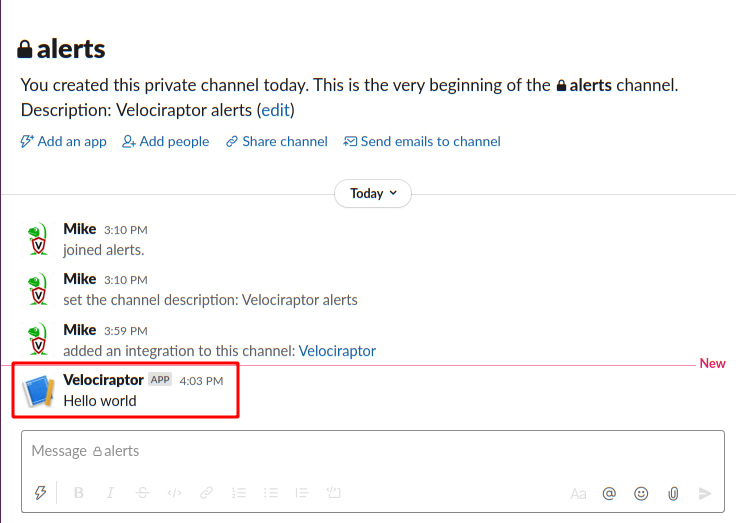 alerts
You created this private channel today. This is the very beginning of the alerts channel.
Description: Velociraptor alerts (edit)
Add an app Add people Share channel Send emails to channel
Today
Mike 3:10 PM
joined alerts.
Mike 3:10 PM
set the channel description: Velociraptor alerts
Mike 3:59 PM
added an integration to this channel: Velociraptor
New
Velociraptor APP 4:03 PM
Hello world
Message alerts
B I S </> Aa @